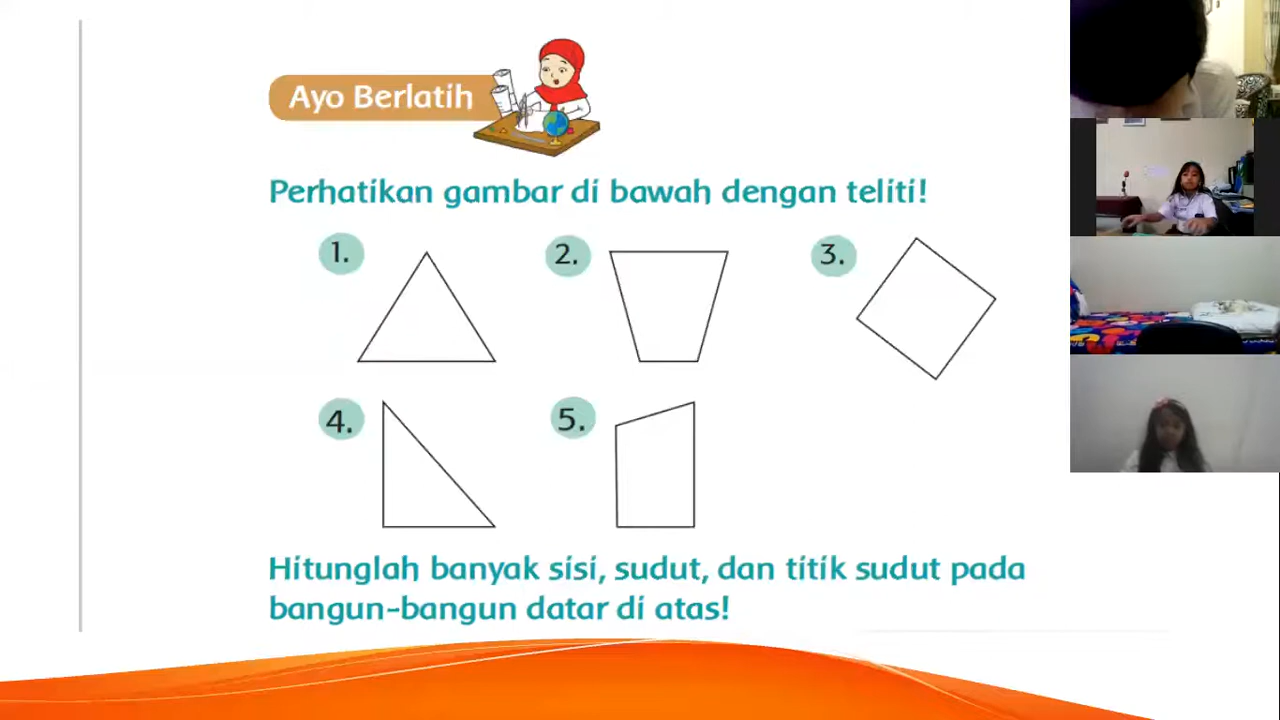 Ayo Berlatih
Perhatikan gambar di bawah dengan teliti!
1.
2.
3.
4.
5.
Hitunglah banyak sisi, sudut, dan titik sudut pada
bangun-bangun datar di atas!